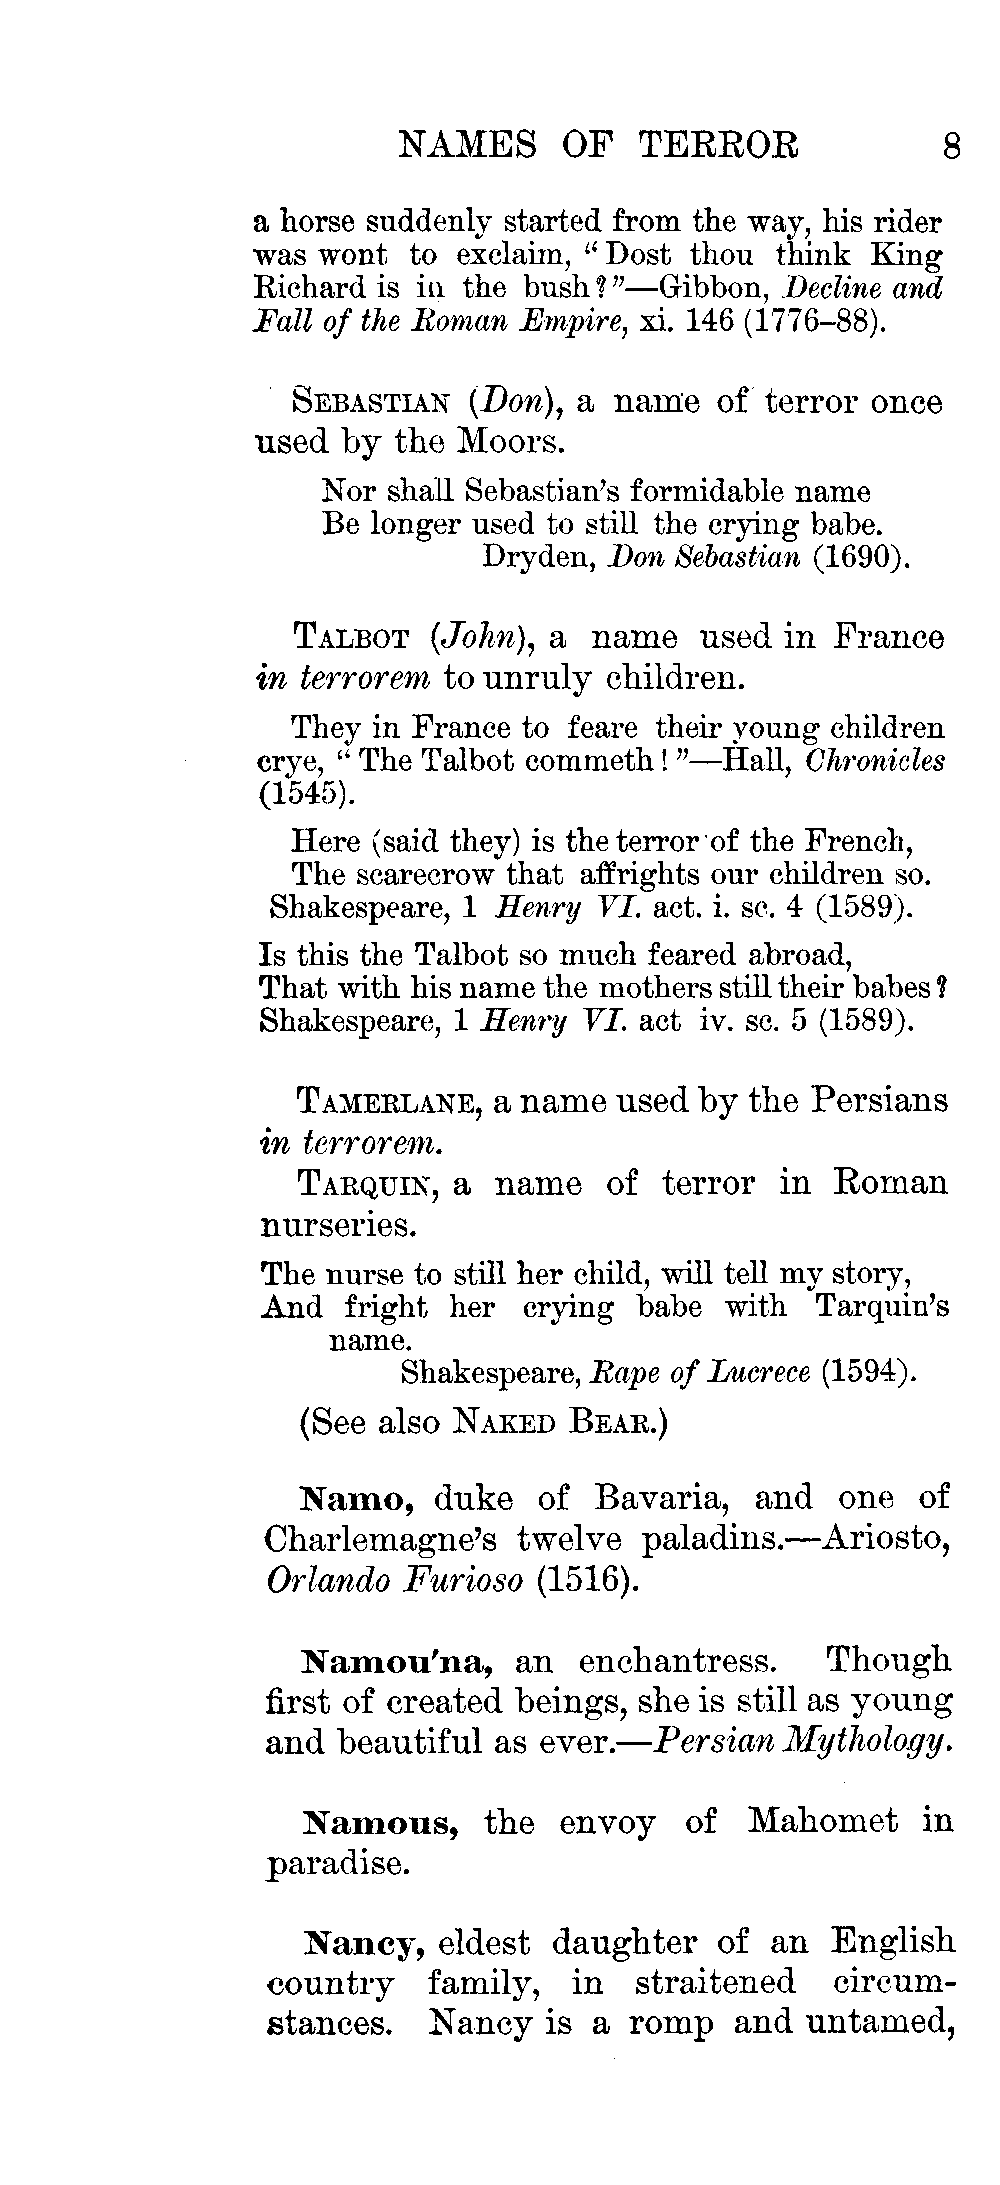 NAMES OF TERROR 8
a horse suddenly started from the way, his rider
was wont to exclaim, “Dost thou think King
Richard is in the bush?”—Gibbon, Decline and
Fall of the Roman Empire, xi. 146 (1776–88).
SEBASTIAN (Don), a name of terror once
used by the Moors.
Nor shall Sebastian’s formidable name
Be longer used to still the crying babe.
Dryden, Don Sebastian (1690).
TALBOT (John), a name used in France
in terrorem to unruly children.
They in France to feare their young children
crye, “The Talbot commeth!”—Hall, Chronicles
(1545).
Here (said they) is the terror of the French,
The scarecrow that affrights our children so.
Shakespeare, 1 Henry VI. act. i. sc. 4 (1589).
Is this the Talbot so much feared abroad,
That with his name the mothers still their babes?
Shakespeare, 1 Henry VI. act iv. sc. 5 (1589).
TAMERLANE, a name used by the Persians
in terrorem.
TARQUIN, a name of terror in Roman
nurseries.
The nurse to still her child, will tell my story,
And fright her crying babe with Tarquin’s
name.
Shakespeare, Rape of Lucrece (1594).
(See also NAKED BEAR.)
Namo, duke of Bavaria, and one of
Charlemagne’s twelve paladins.—Ariosto,
Orlando Furioso (1516).
Namou'na, an enchantress. Though
first of created beings, she is still as young
and beautiful as ever.—Persian Mythology.
Namous, the envoy of Mahomet in
paradise.
Nancy, eldest daughter of an English
country family, in straitened circum-
stances. Nancy is a romp and untamed,